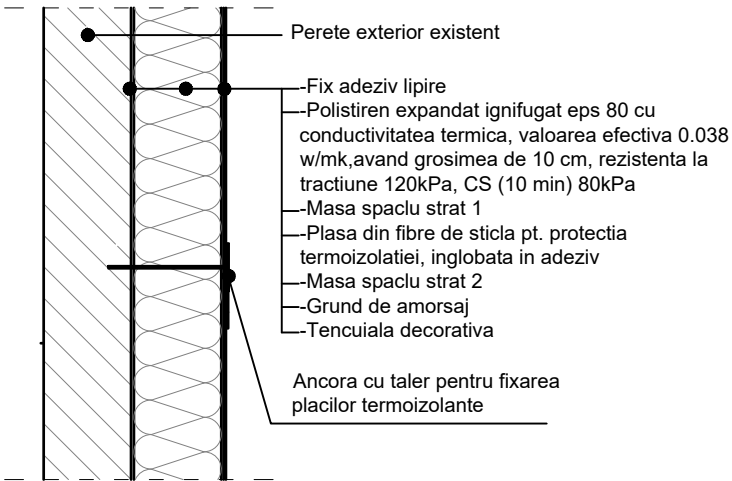 Perete exterior existent
-Fix adeziv lipire
-Polistiren expandat ignifugat eps 80 cu
conductivitatea termica, valoarea efectiva 0.038
w/mk,avand grosimea de 10 cm, rezistenta la
tractiune 120kPa, CS (10 min) 80kPa
-Masa spaclu strat 1
-Plasa din fibre de sticla pt. protectia
termoizolatiei, inglobata in adeziv
-Masa spaclu strat 2
-Grund de amorsaj
-Tencuiala decorativa
Ancora cu taler pentru fixarea
placilor termoizolante